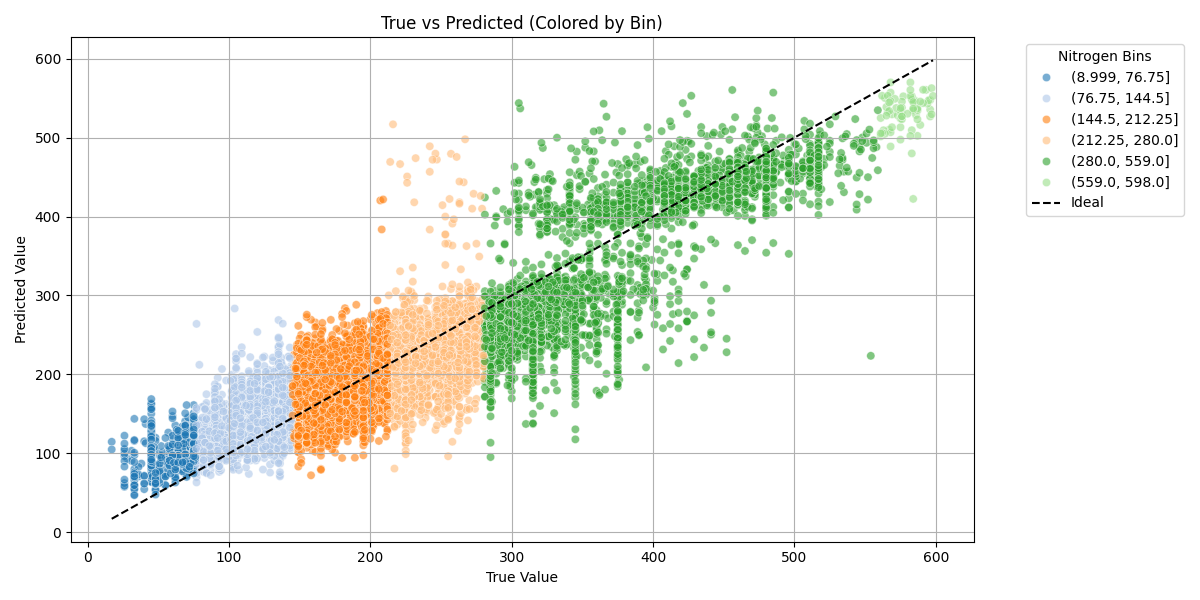 True vs Predicted (Colored by Bin)
Predicted Value
600
500
400
300
200
100
0
0 100 200 300 400 500 600
True Value
Nitrogen Bins
(8.999, 76.75]
(76.75, 144.5]
(144.5, 212.25]
(212.25, 280.0]
(280.0, 559.0]
(559.0, 598.0]
Ideal